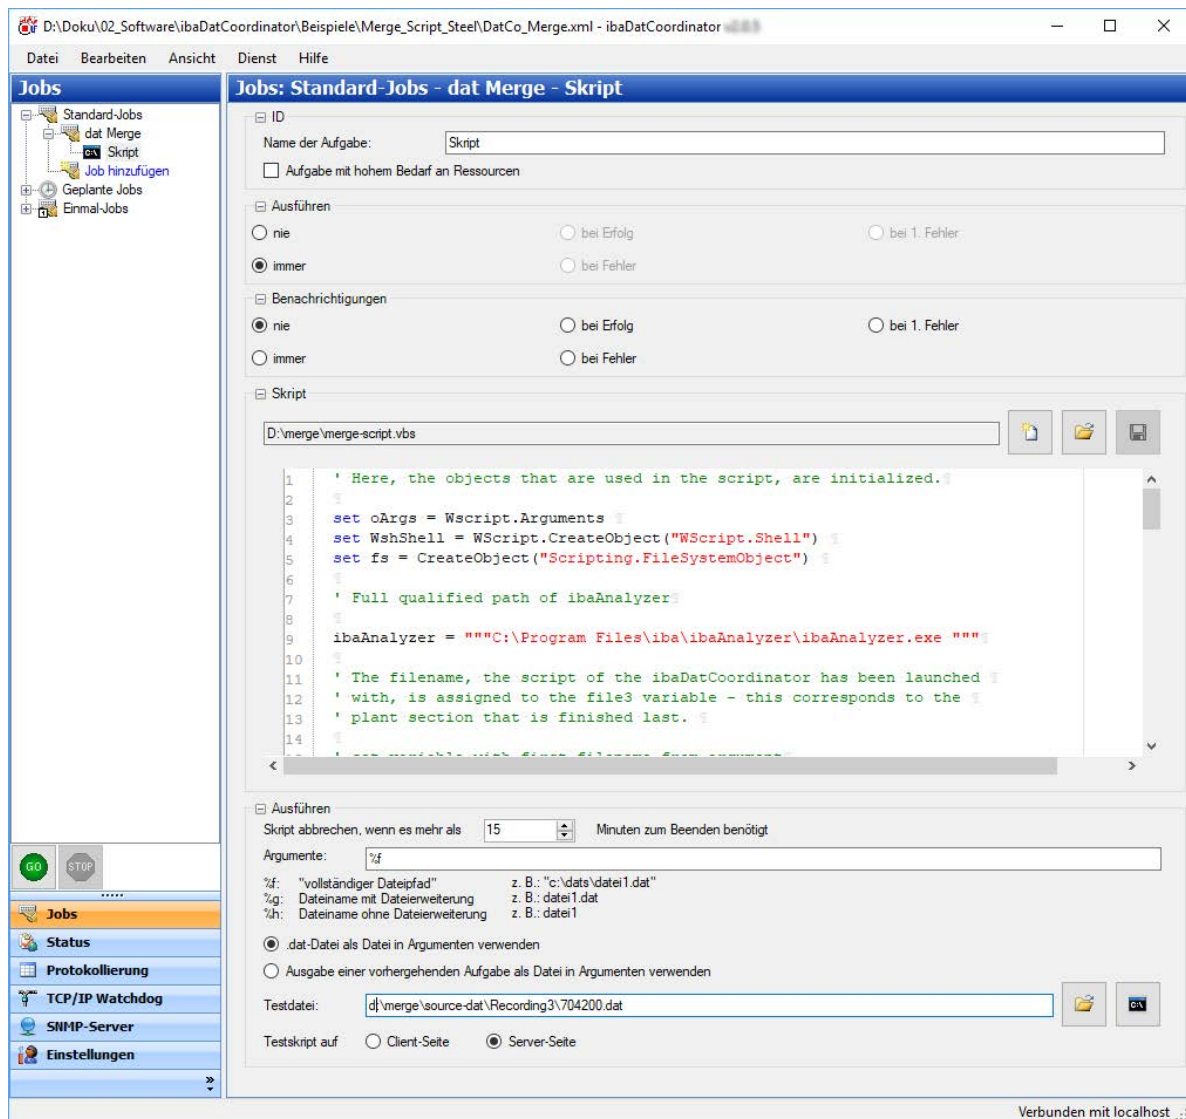 D:\Doku\02_Software\ibaDatCoordinator\Beispiele\Merge_Script_Steel\DatCo_Merge.xml - ibaDatCoordinator
Datei Bearbeiten Ansicht Dienst Hilfe
Jobs
Standard-Jobs
dat Merge
Skript
Job hinzufügen
Geplante Jobs
Einmal-Jobs
GO STOP
Jobs
Status
Protokollierung
TCP/IP Watchdog
SNMP-Server
Einstellungen
Jobs: Standard-Jobs - dat Merge - Skript
ID
Name der Aufgabe: Skript
Aufgabe mit hohem Bedarf an Ressourcen
Ausführen
nie bei Erfolg bei 1. Fehler
immer bei Fehler
Benachrichtigungen
nie bei Erfolg bei 1. Fehler
immer bei Fehler
Skript
D:\merge\merge-script.vbs
1 ' Here, the objects that are used in the script, are initialized.
2
3 set oArgs = Wscript.Arguments
4 set WshShell = WScript.CreateObject("WScript.Shell")
5 set fs = CreateObject("Scripting.FileSystemObject")
6
7 ' Full qualified path of ibaAnalyzer
8
9 ibaAnalyzer = """C:\Program Files\iba\ibaAnalyzer\ibaAnalyzer.exe """
10
11 ' The filename, the script of the ibaDatCoordinator has been launched
12 ' with, is assigned to the file3 variable - this corresponds to the
13 ' plant section that is finished last.
14
Ausführen
Skript abbrechen, wenn es mehr als 15 Minuten zum Beenden benötigt
Argumente: %f
%f: "vollständiger Dateipfad" z. B.: "c:\dats\datei1.dat"
%g: Dateiname mit Dateierweiterung z. B.: datei1.dat
%h: Dateiname ohne Dateierweiterung z. B.: datei1
.dat-Datei als Datei in Argumenten verwenden
Ausgabe einer vorhergehenden Aufgabe als Datei in Argumenten verwenden
Testdatei: d:\merge\source-dat\Recording3\704200.dat
Testskript auf Client-Seite Server-Seite
Verbunden mit localhost